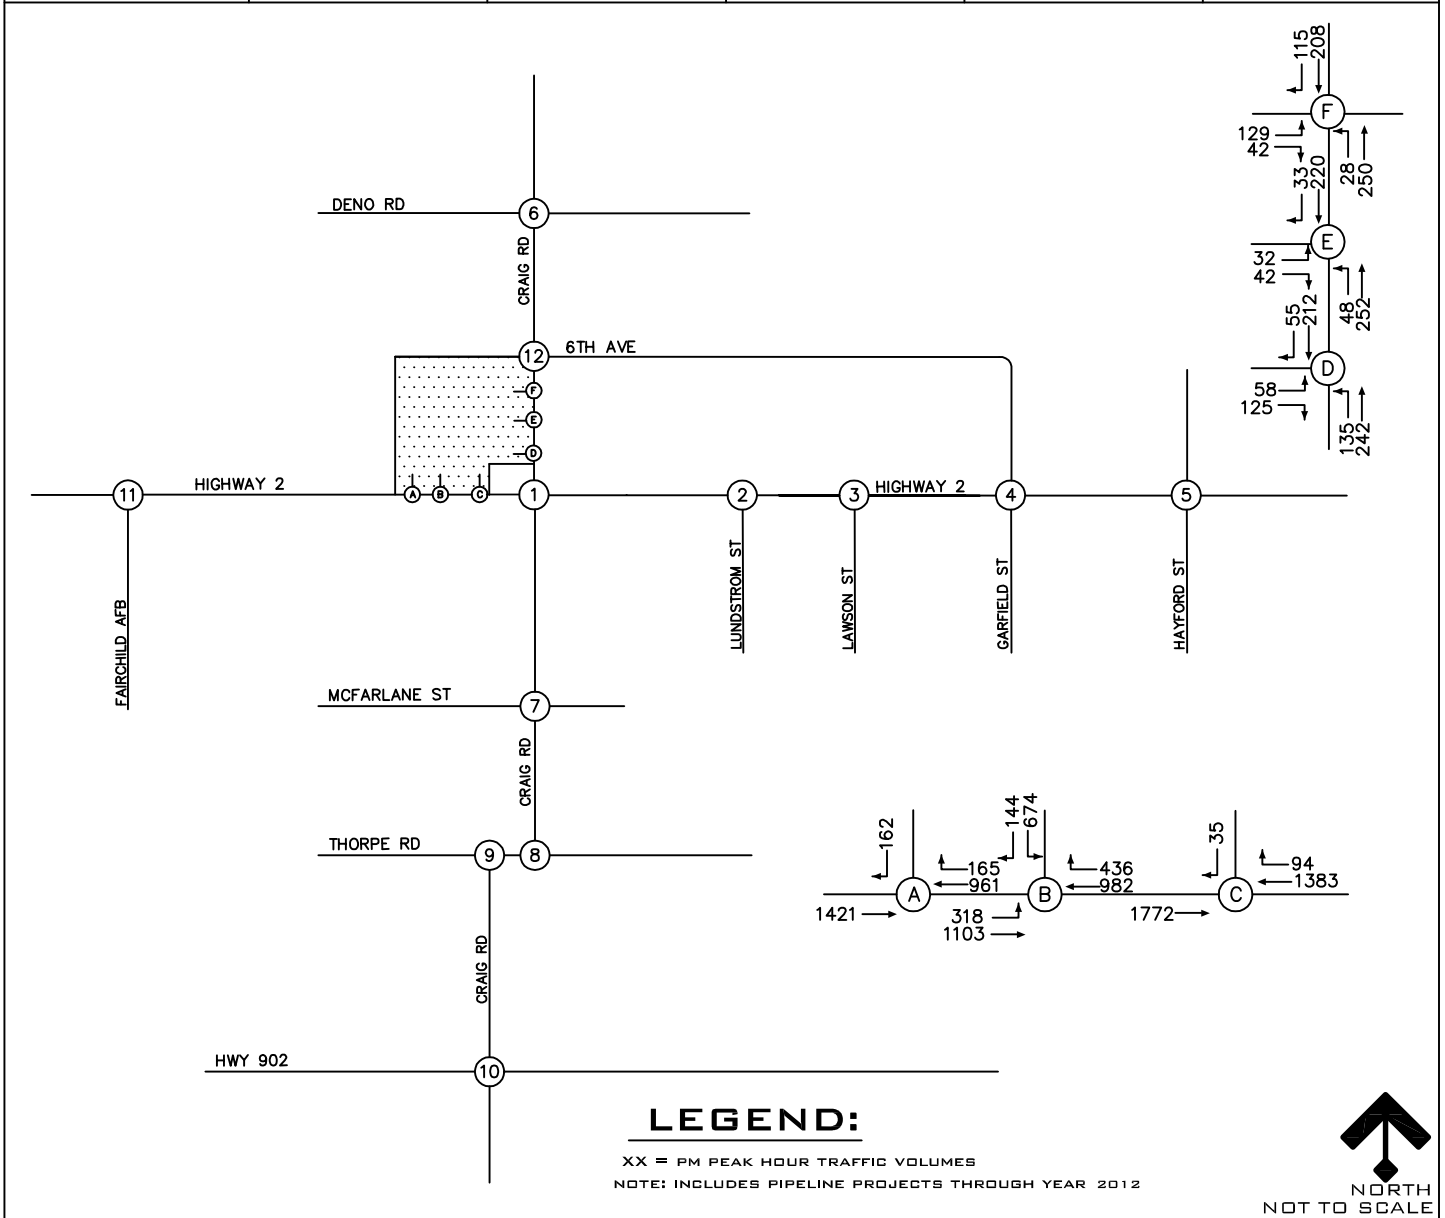 115
208
F
129
42
33
220
28
250
E
32
42
55
212
48
252
D
58
125
135
242
DENO RD
6
CRAIG RD
12
6TH AVE
F
E
D
HIGHWAY 2
11
A
B
C
1
2
3
HIGHWAY 2
4
5
FAIRCHILD AFB
LUNDSTROM ST
LAWSON ST
GARFIELD ST
HAYFORD ST
MCFARLANE ST
7
CRAIG RD
THORPE RD
9
8
CRAIG RD
HWY 902
10
162
165
961
A
1421
144
674
436
982
B
318
1103
35
94
1383
C
1772
LEGEND:
XX = PM PEAK HOUR TRAFFIC VOLUMES
NOTE: INCLUDES PIPELINE PROJECTS THROUGH YEAR 2012
NORTH
NOT TO SCALE